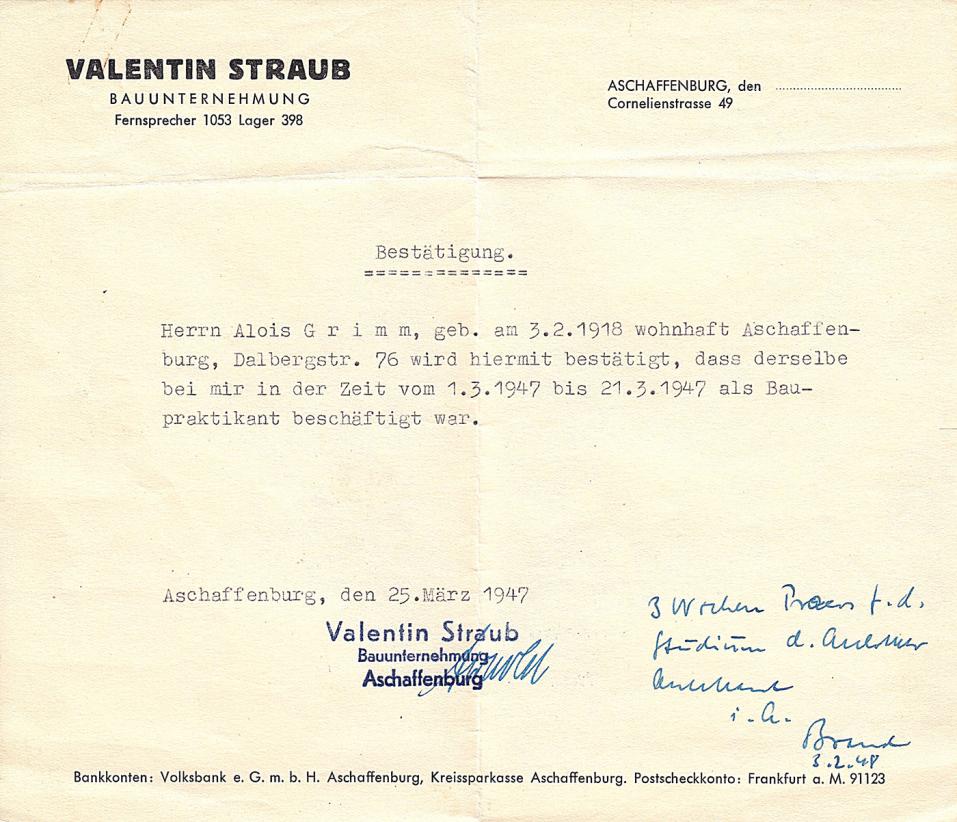 VALENTIN STRAUB
BAUUNTERNEHMUNG
Fernsprecher 1053 Lager 398
ASCHAFFENBURG, den
Cornelienstrasse 49
Bestätigung.
==============
Herrn Alois G r i m m, geb. am 3.2.1918 wohnhaft Aschaffen-
burg, Dalbergstr. 76 wird hiermit bestätigt, dass derselbe
bei mir in der Zeit vom 1.3.1947 bis 21.3.1947 als Bau-
praktikant beschäftigt war.
Aschaffenburg, den 25.März 1947
Valentin Straub
Bauunternehmung
Aschaffenburg
3 Wochen Praxis f. d.
Studium d. Architektur
anerkannt
i. A.
Brand
3.2.48
Bankkonten: Volksbank e. G. m. b. H. Aschaffenburg, Kreissparkasse Aschaffenburg. Postscheckkonto: Frankfurt a. M. 91123